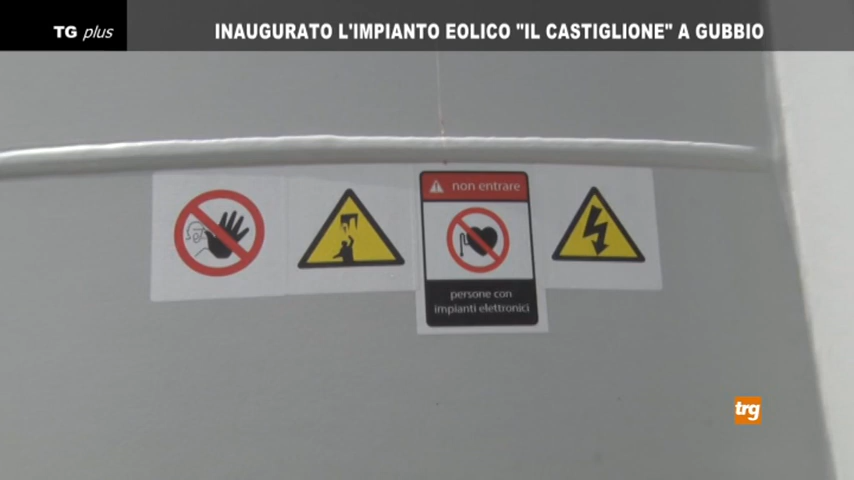 TG plus
INAUGURATO L'IMPIANTO EOLICO "IL CASTIGLIONE" A GUBBIO
non entrare
persone con
impianti elettronici
trg